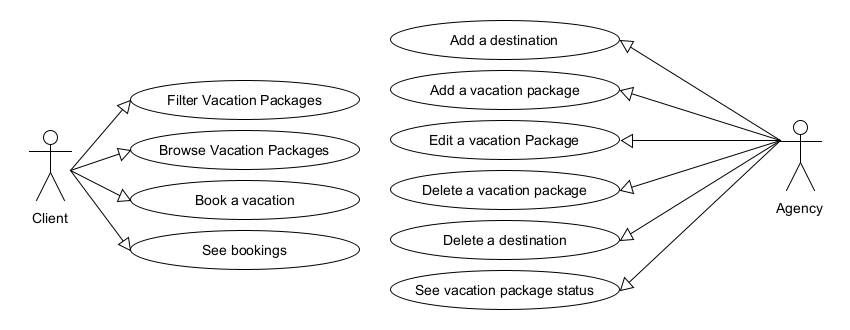 Filter Vacation Packages
Browse Vacation Packages
Book a vacation
See bookings
Client
Add a destination
Add a vacation package
Edit a vacation Package
Delete a vacation package
Delete a destination
See vacation package status
Agency